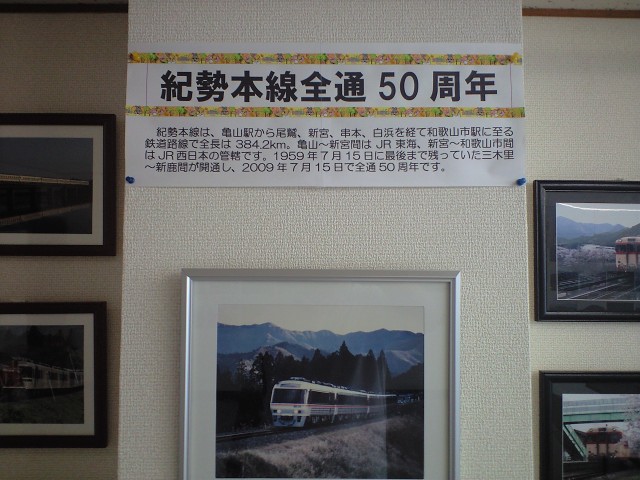 紀勢本線全通 50 周年
紀勢本線は、亀山駅から尾鷲、新宮、串本、白浜を経て和歌山市駅に至る
鉄道路線で全長は 384.2km。亀山～新宮間は JR 東海、新宮～和歌山市間
は JR 西日本の管轄です。1959 年 7 月 15 日に最後まで残っていた三木里
～新鹿間が開通し、2009 年 7 月 15 日で全通 50 周年です。